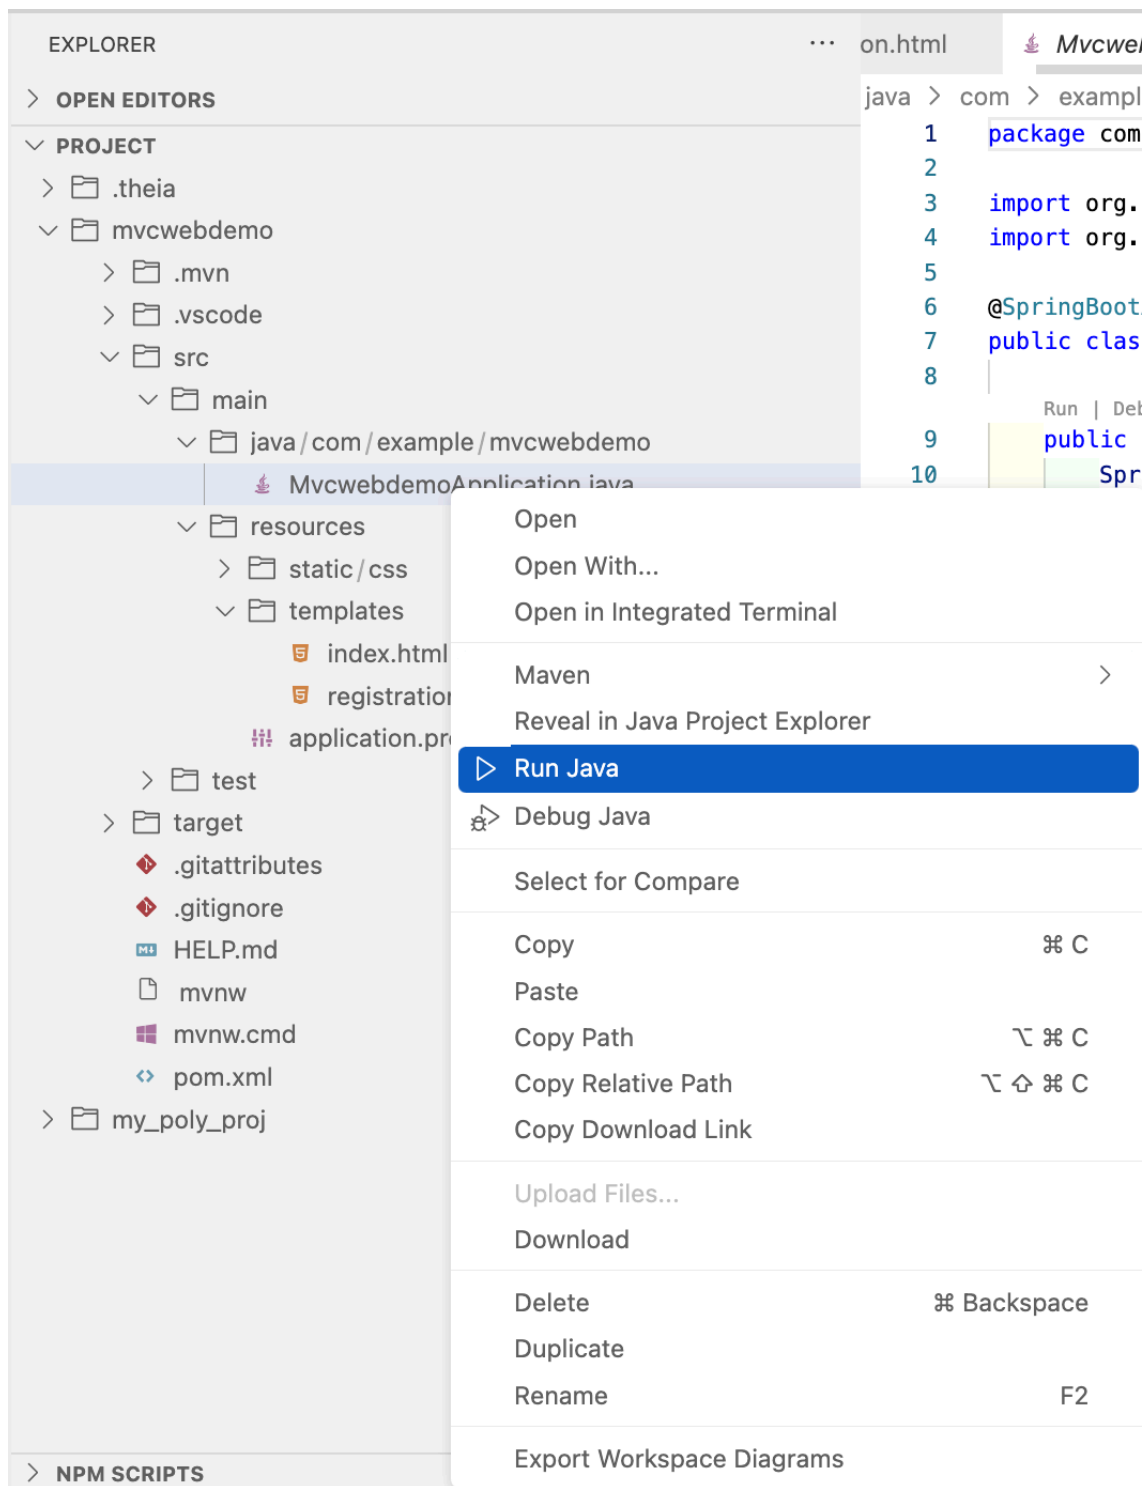 EXPLORER
OPEN EDITORS
PROJECT
.theia
mvcwebdemo
.mvn
.vscode
src
main
java/com/example/mvcwebdemo
MvcwebdemoApplication.java
resources
static/css
templates
index.html
registration
application.pr
test
target
.gitattributes
.gitignore
HELP.md
mvnw
mvnw.cmd
pom.xml
my_poly_proj
NPM SCRIPTS
on.html
Mvcwe
java > com > exampl
1 package com
2
3 import org.
4 import org.
5
6 @SpringBoot
7 public clas
8
Run | Deb
9 public
10 Spr
Open
Open With...
Open in Integrated Terminal
Maven
Reveal in Java Project Explorer
Run Java
Debug Java
Select for Compare
Copy ⌘ C
Paste
Copy Path ⌥ ⌘ C
Copy Relative Path ⌥ ⇧ ⌘ C
Copy Download Link
Upload Files...
Download
Delete ⌘ Backspace
Duplicate
Rename F2
Export Workspace Diagrams